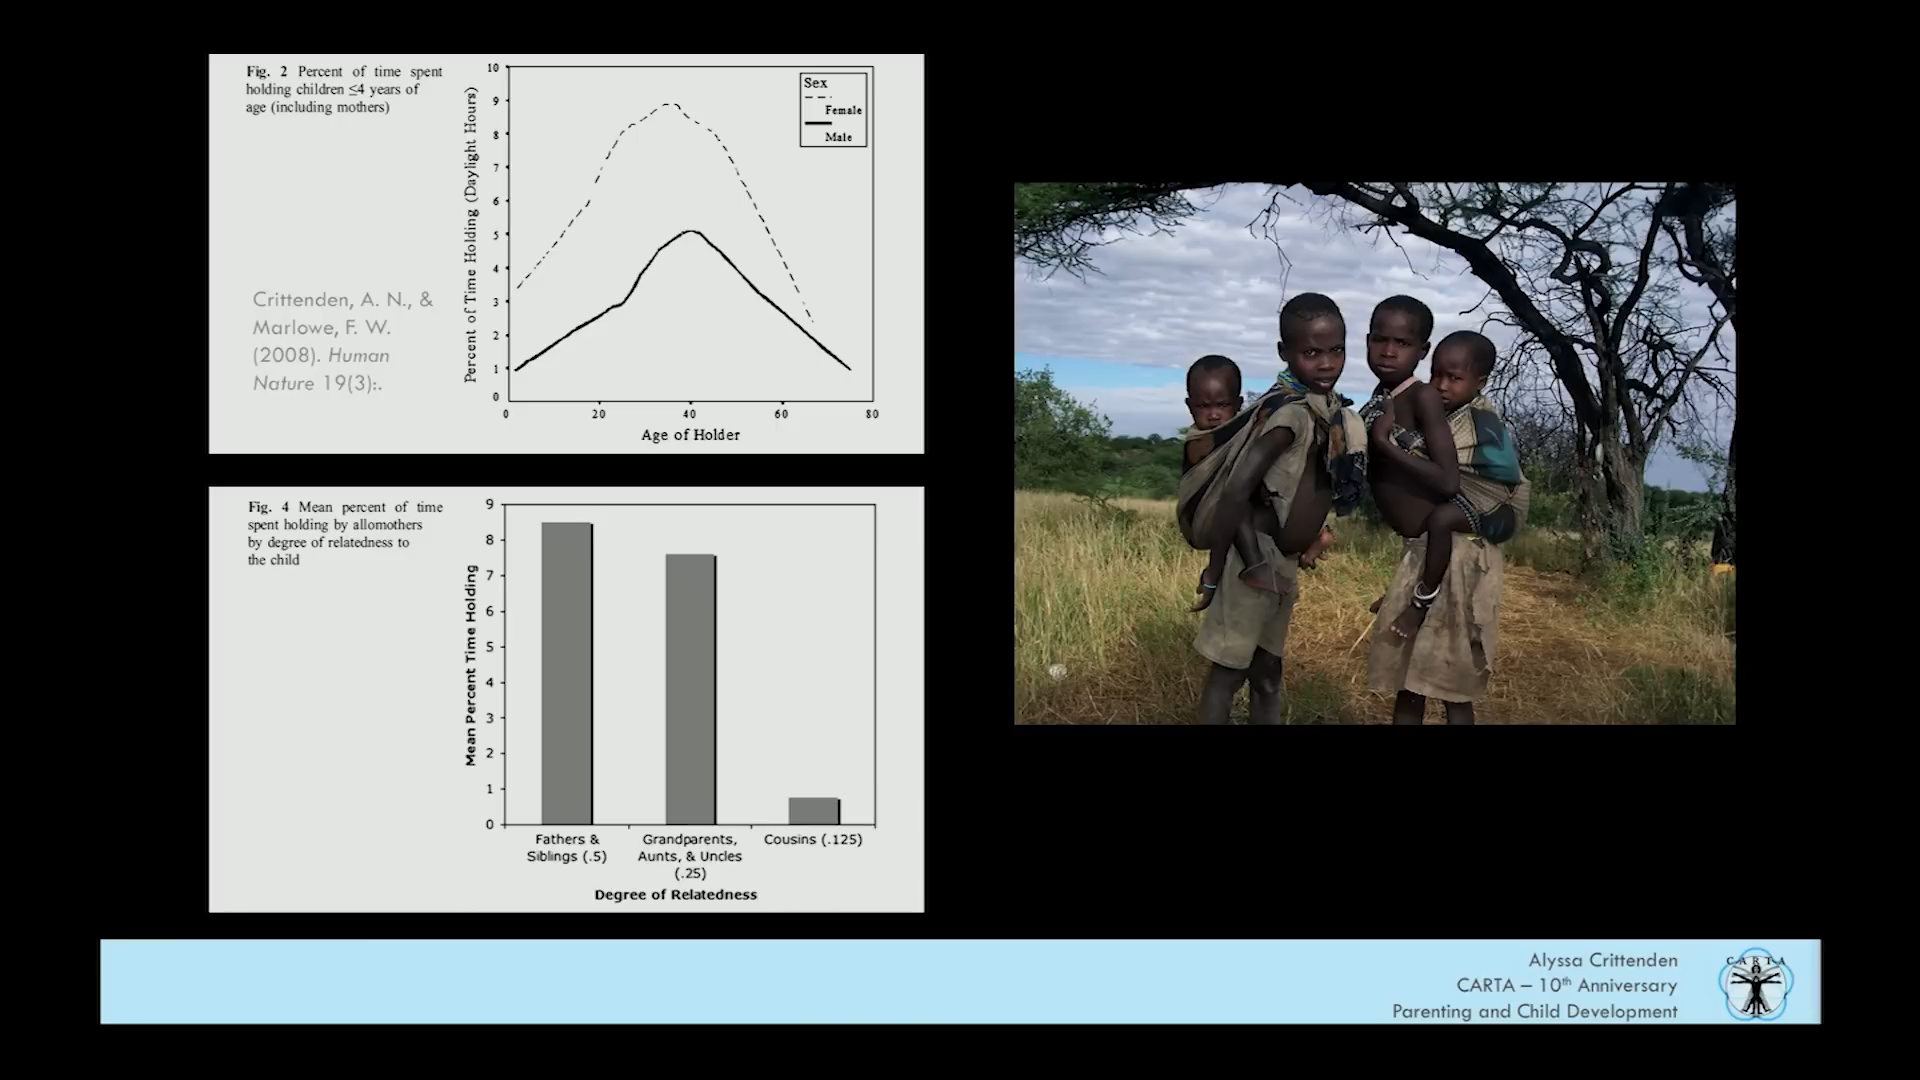 Fig. 2 Percent of time spent
holding children ≤4 years of
age (including mothers)
Crittenden, A. N., &
Marlowe, F. W.
(2008). Human
Nature 19(3):.
Percent of Time Holding (Daylight Hours)
10
9
8
7
6
5
4
3
2
1
0
0 20 40 60 80
Age of Holder
Sex
Female
Male
Fig. 4 Mean percent of time
spent holding by allomothers
by degree of relatedness to
the child
Mean Percent Time Holding
9
8
7
6
5
4
3
2
1
0
Fathers &
Siblings (.5)
Grandparents,
Aunts, & Uncles
(.25)
Cousins (.125)
Degree of Relatedness
Alyssa Crittenden
CARTA – 10th Anniversary
Parenting and Child Development
CARTA